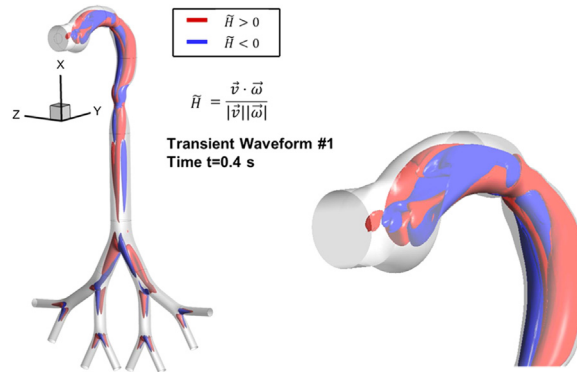 H̃ > 0
H̃ < 0
X
Z
Y
H̃ = (v⃗ · ω⃗) / (|v⃗||ω⃗|)
Transient Waveform #1
Time t=0.4 s